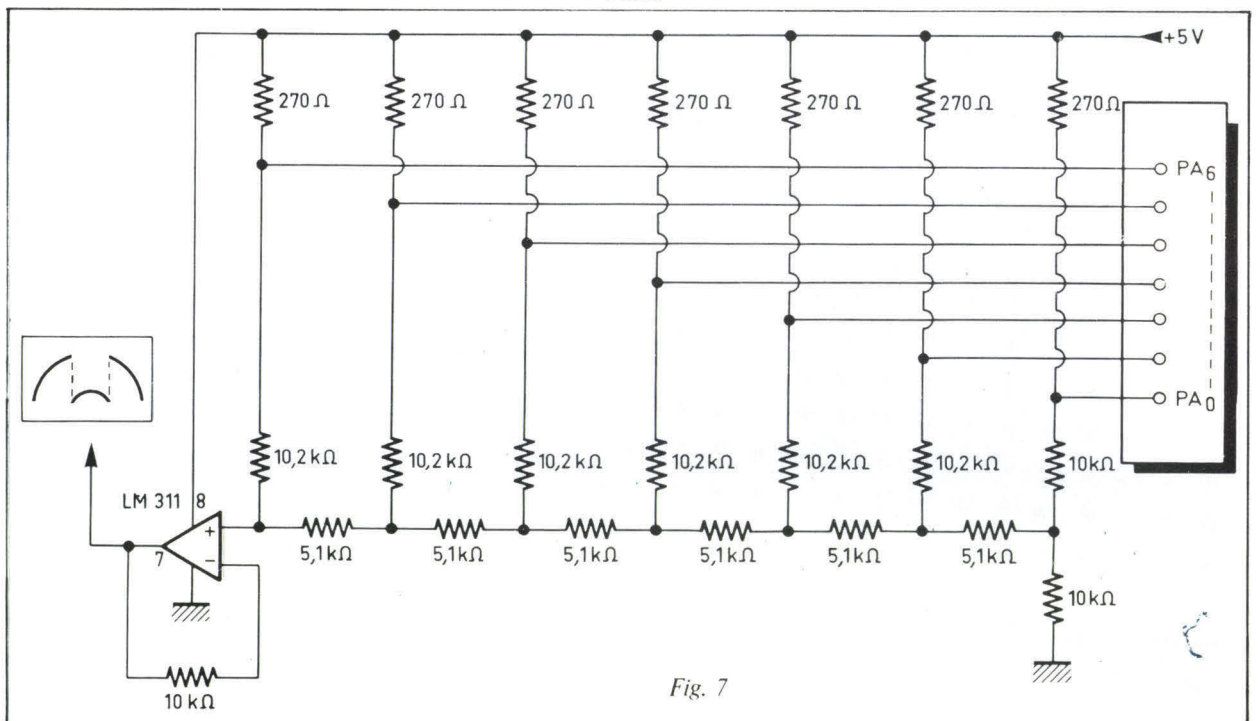 +5V
270 Ω
270 Ω
270 Ω
270 Ω
270 Ω
270 Ω
270 Ω
PA6
PA0
10,2 kΩ
10,2 kΩ
10,2 kΩ
10,2 kΩ
10,2 kΩ
10,2 kΩ
10kΩ
LM 311
8
+
−
7
5,1kΩ
5,1kΩ
5,1kΩ
5,1kΩ
5,1kΩ
5,1kΩ
10kΩ
10 kΩ
Fig. 7